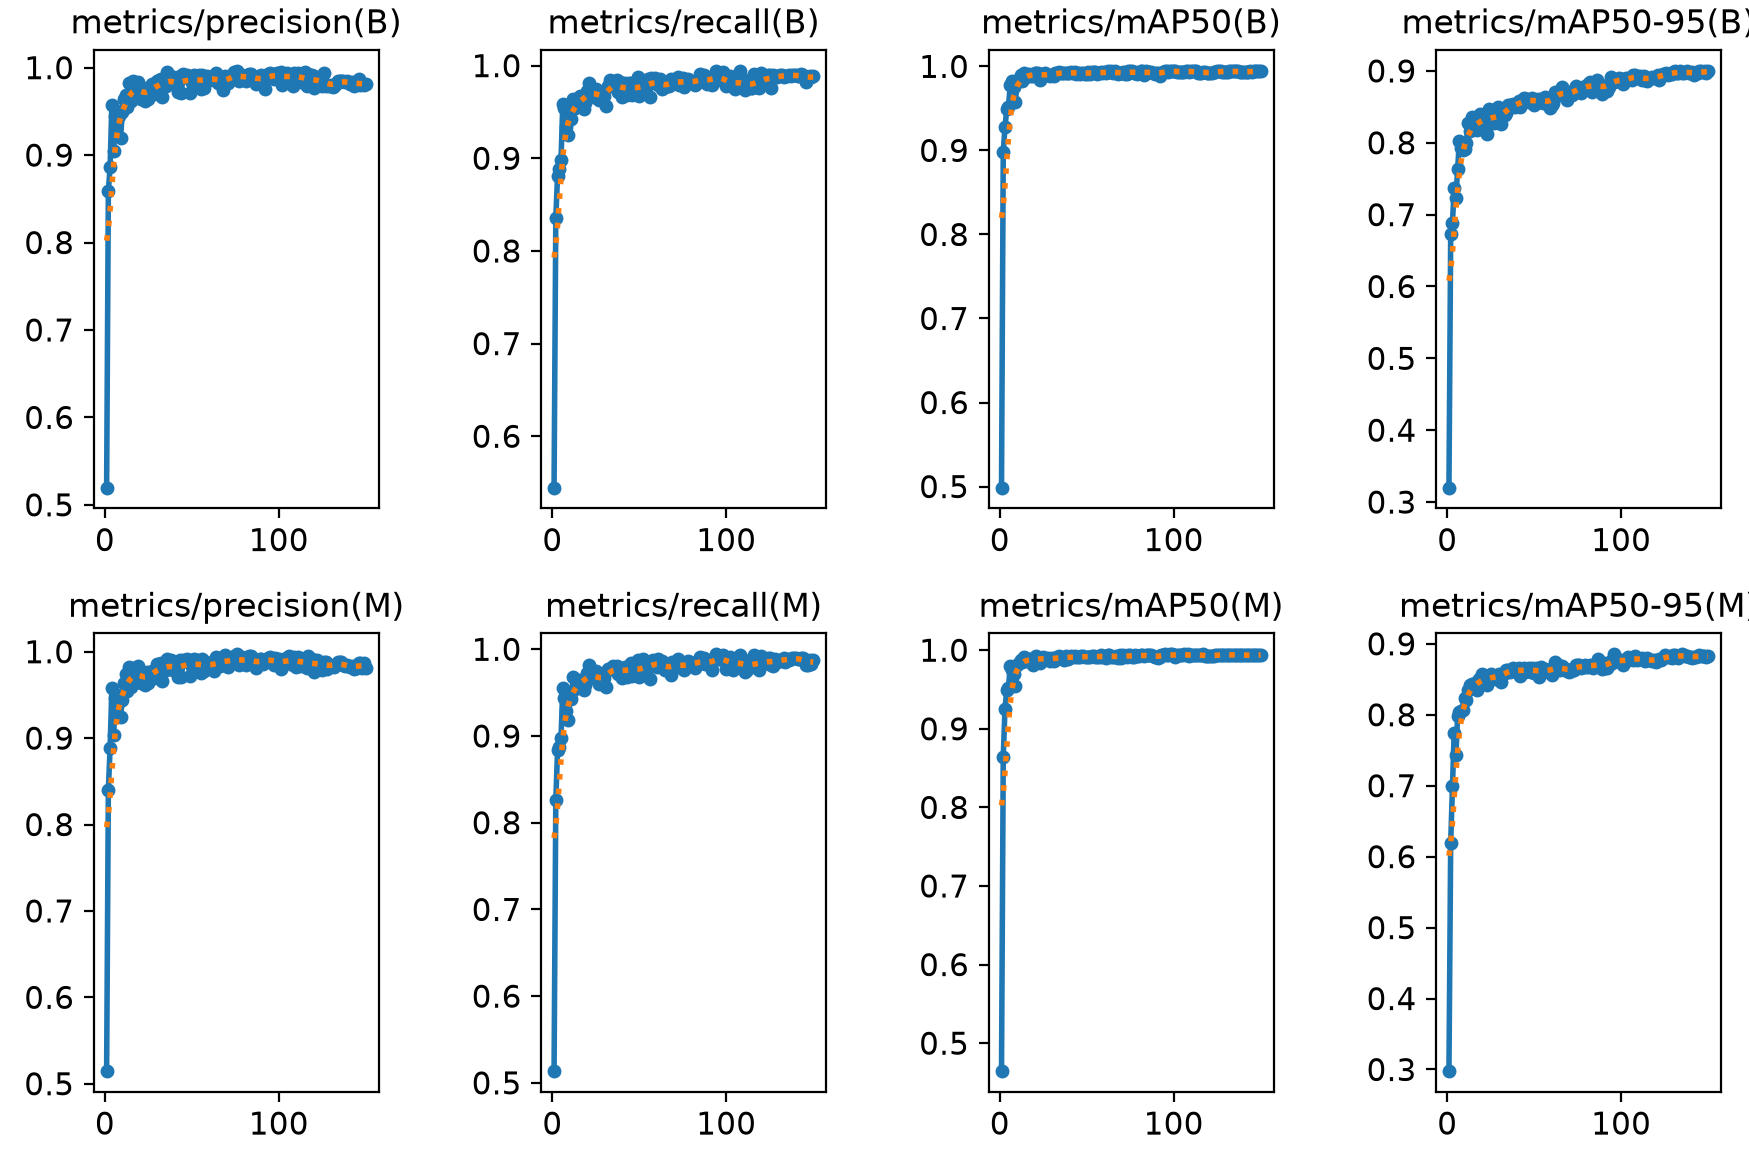 metrics/precision(B) metrics/recall(B) metrics/mAP50(B) metrics/mAP50-95(B)
1.0 1.0 1.0 0.9
0.9 0.9 0.9 0.8
0.8 0.8 0.8 0.7
0.7 0.7 0.7 0.6
0.6 0.6 0.6 0.5
0.5 0.5 0.4
0.3
0 100 0 100 0 100 0 100
metrics/precision(M) metrics/recall(M) metrics/mAP50(M) metrics/mAP50-95(M)
1.0 1.0 1.0 0.9
0.9 0.9 0.9 0.8
0.8 0.8 0.8 0.7
0.7 0.7 0.7 0.6
0.6 0.6 0.6 0.5
0.5 0.5 0.5 0.4
0.3
0 100 0 100 0 100 0 100